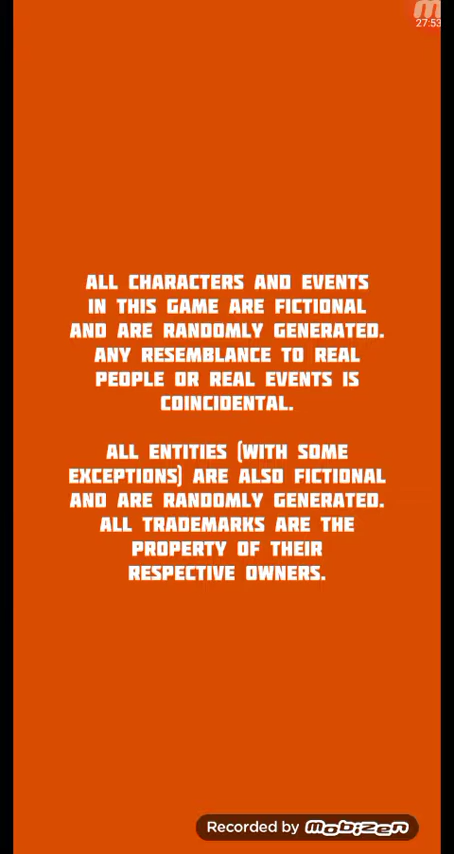 m
27:53
ALL CHARACTERS AND EVENTS
IN THIS GAME ARE FICTIONAL
AND ARE RANDOMLY GENERATED.
ANY RESEMBLANCE TO REAL
PEOPLE OR REAL EVENTS IS
COINCIDENTAL.
ALL ENTITIES (WITH SOME
EXCEPTIONS) ARE ALSO FICTIONAL
AND ARE RANDOMLY GENERATED.
ALL TRADEMARKS ARE THE
PROPERTY OF THEIR
RESPECTIVE OWNERS.
Recorded by mobizen